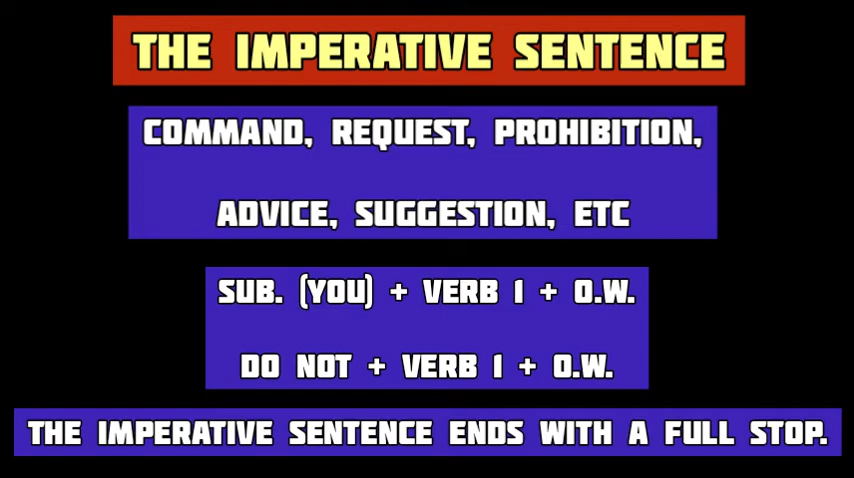 THE IMPERATIVE SENTENCE
COMMAND, REQUEST, PROHIBITION,
ADVICE, SUGGESTION, ETC
SUB. (YOU) + VERB 1 + O.W.
DO NOT + VERB 1 + O.W.
THE IMPERATIVE SENTENCE ENDS WITH A FULL STOP.